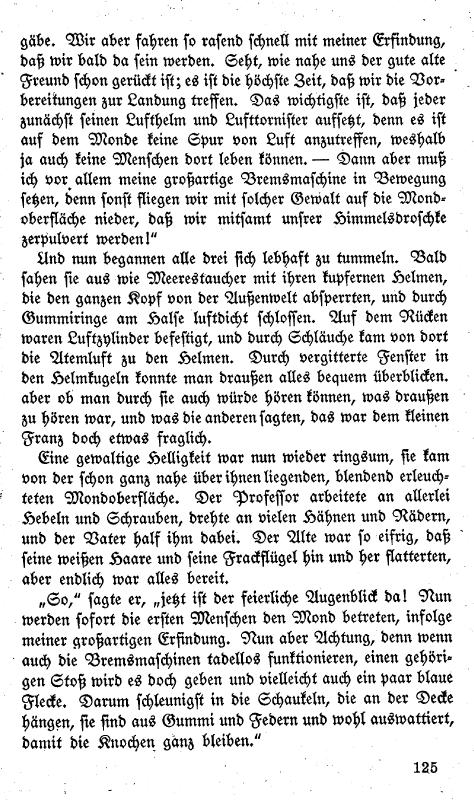 gäbe. Wir aber fahren so rasend schnell mit meiner Erfindung,
daß wir bald da sein werden. Seht, wie nahe uns der gute alte
Freund schon gerückt ist; es ist die höchste Zeit, daß wir die Vor-
bereitungen zur Landung treffen. Das wichtigste ist, daß jeder
zunächst seinen Lufthelm und Lufttornister aufsetzt, denn es ist
auf dem Monde keine Spur von Luft anzutreffen, weshalb
ja auch keine Menschen dort leben können. — Dann aber muß
ich vor allem meine großartige Bremsmaschine in Bewegung
setzen, denn sonst fliegen wir mit solcher Gewalt auf die Mond-
oberfläche nieder, daß wir mitsamt unsrer Himmelsdroschke
zerpulvert werden!"
Und nun begannen alle drei sich lebhaft zu tummeln. Bald
sahen sie aus wie Meerestaucher mit ihren kupfernen Helmen,
die den ganzen Kopf von der Außenwelt absperrten, und durch
Gummiringe am Halse luftdicht schlossen. Auf dem Rücken
waren Luftzylinder befestigt, und durch Schläuche kam von dort
die Atemluft zu den Helmen. Durch vergitterte Fenster in
den Helmkugeln konnte man draußen alles bequem überblicken.
aber ob man durch sie auch würde hören können, was draußen
zu hören war, und was die anderen sagten, das war dem kleinen
Franz doch etwas fraglich.
Eine gewaltige Helligkeit war nun wieder ringsum, sie kam
von der schon ganz nahe über ihnen liegenden, blendend erleuch-
teten Mondoberfläche. Der Professor arbeitete an allerlei
Hebeln und Schrauben, drehte an vielen Hähnen und Rädern,
und der Vater half ihm dabei. Der Alte war so eifrig, daß
seine weißen Haare und seine Frackflügel hin und her flatterten,
aber endlich war alles bereit.
„So," sagte er, „jetzt ist der feierliche Augenblick da! Nun
werden sofort die ersten Menschen den Mond betreten, infolge
meiner großartigen Erfindung. Nun aber Achtung, denn wenn
auch die Bremsmaschinen tadellos funktionieren, einen gehöri-
gen Stoß wird es doch geben und vielleicht auch ein paar blaue
Flecke. Darum schleunigst in die Schaukeln, die an der Decke
hängen, sie sind aus Gummi und Federn und wohl auswattiert,
damit die Knochen ganz bleiben."
125